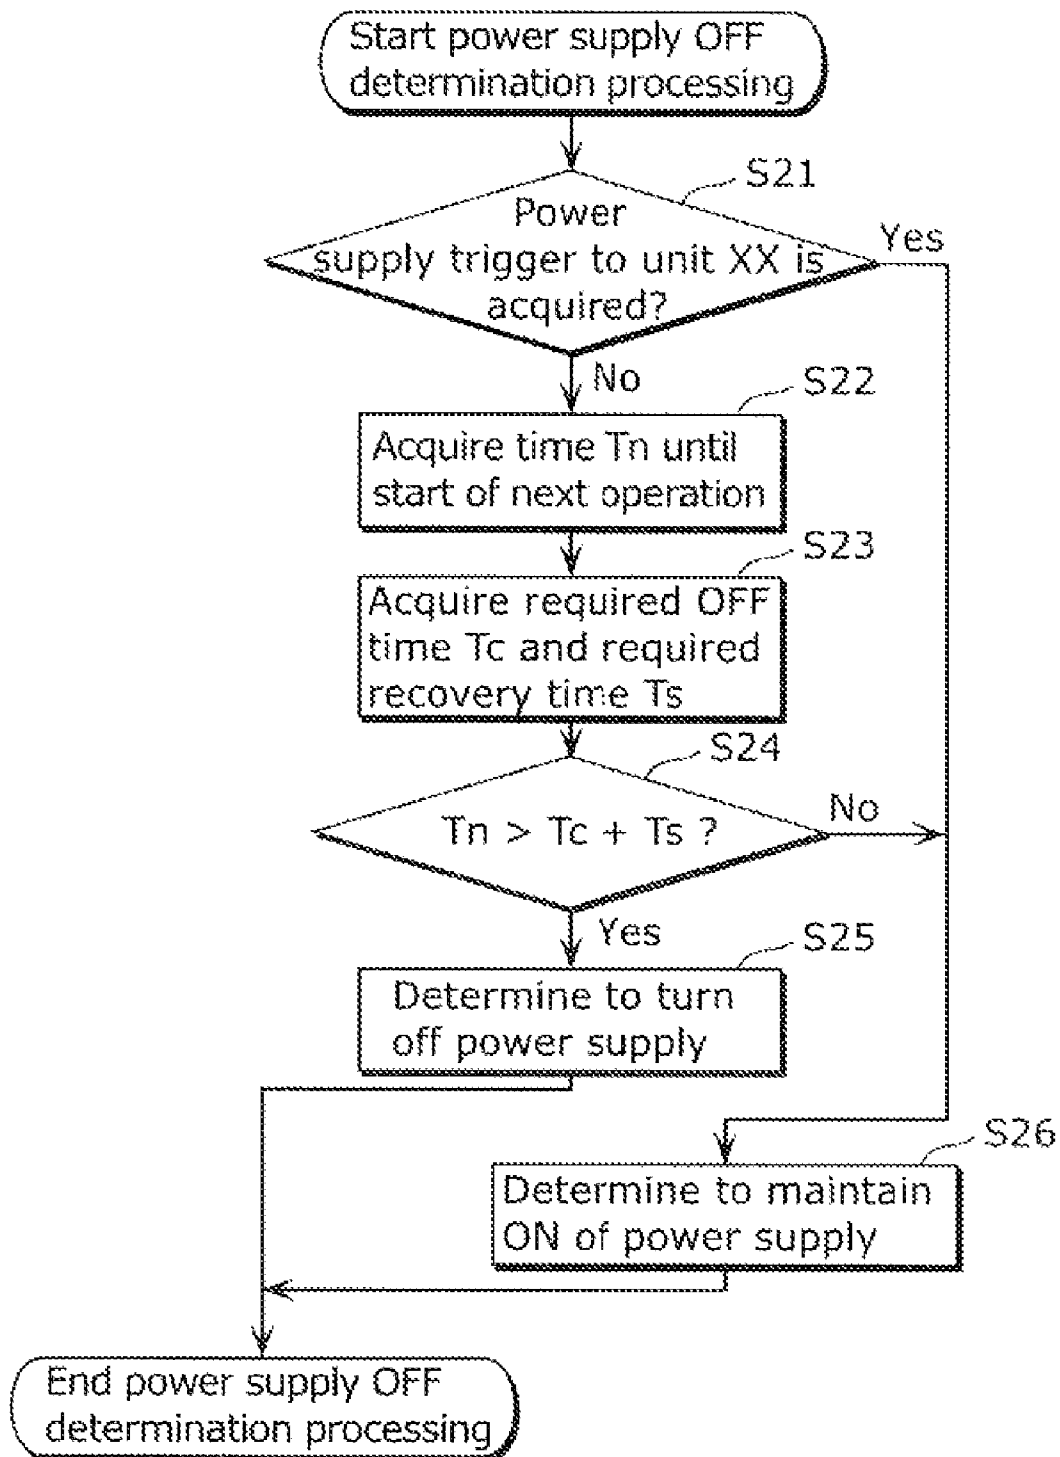 Start power supply OFF
determination processing
S21
Power
supply trigger to unit XX is
acquired?
Yes
No
S22
Acquire time Tn until
start of next operation
S23
Acquire required OFF
time Tc and required
recovery time Ts
S24
Tn > Tc + Ts ?
No
Yes
S25
Determine to turn
off power supply
S26
Determine to maintain
ON of power supply
End power supply OFF
determination processing